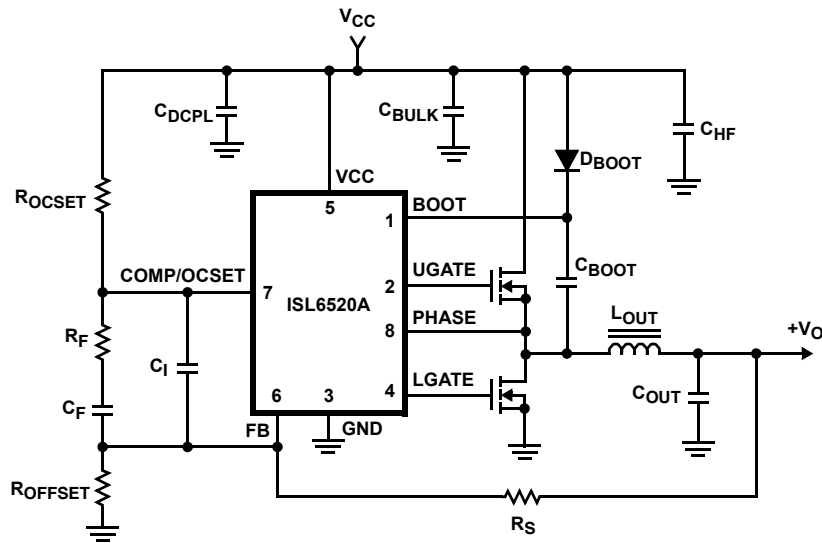 VCC
CDCPL
CBULK
CHF
DBOOT
ROCSET
VCC
5
BOOT
1
CBOOT
COMP/OCSET
7
ISL6520A
UGATE
2
PHASE
8
LOUT
+VO
RF
CI
LGATE
4
COUT
CF
6
3
FB
GND
ROFFSET
RS